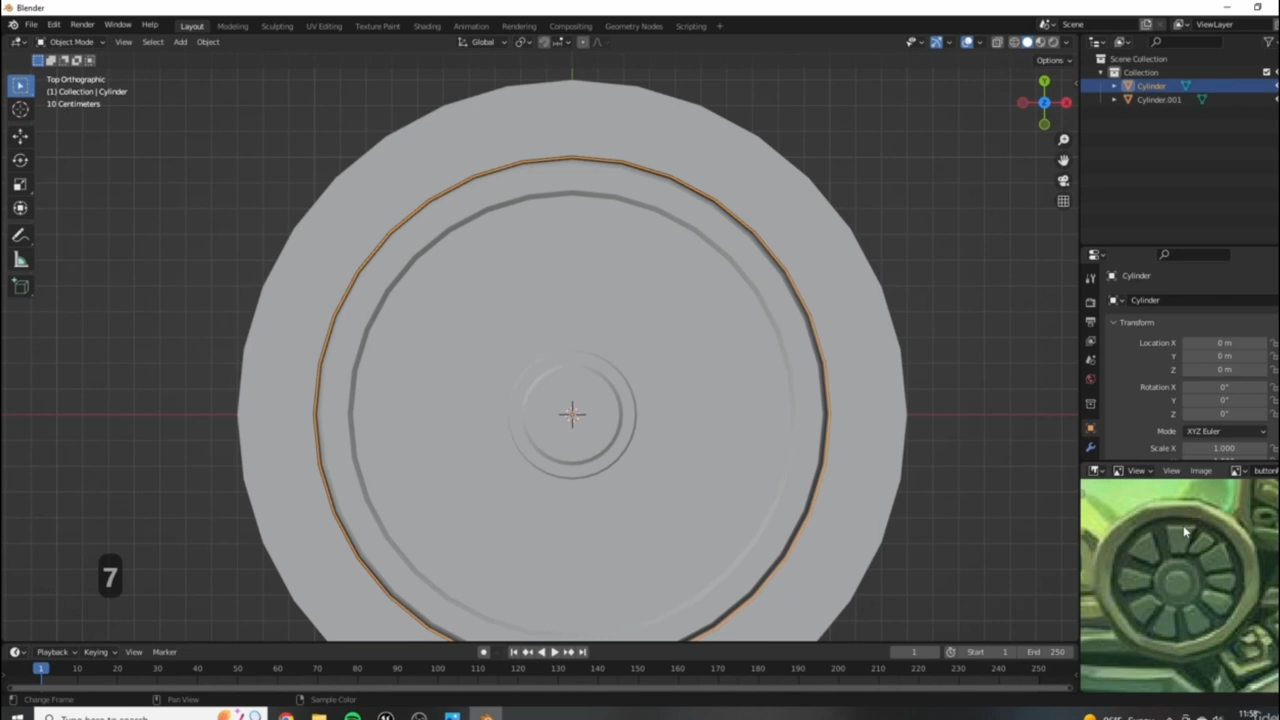 Blender
File Edit Render Window Help Layout Modeling Sculpting UV Editing Texture Paint Shading Animation Rendering Compositing Geometry Nodes Scripting + Scene ViewLayer
Object Mode View Select Add Object Global
Options
Top Orthographic
(1) Collection | Cylinder
10 Centimeters
Y
Z
X
Scene Collection
Collection
Cylinder
Cylinder.001
Cylinder
Cylinder
Transform
Location X 0 m
Y 0 m
Z 0 m
Rotation X 0°
Y 0°
Z 0°
Mode XYZ Euler
Scale X 1.000
View View Image
7
Playback Keying View Marker 1 Start 1 End 250
1 10 20 30 40 50 60 70 80 90 100 110 120 130 140 150 160 170 180 190 200 210 220 230 240 250
Change Frame Pan View Sample Color
Type here to search